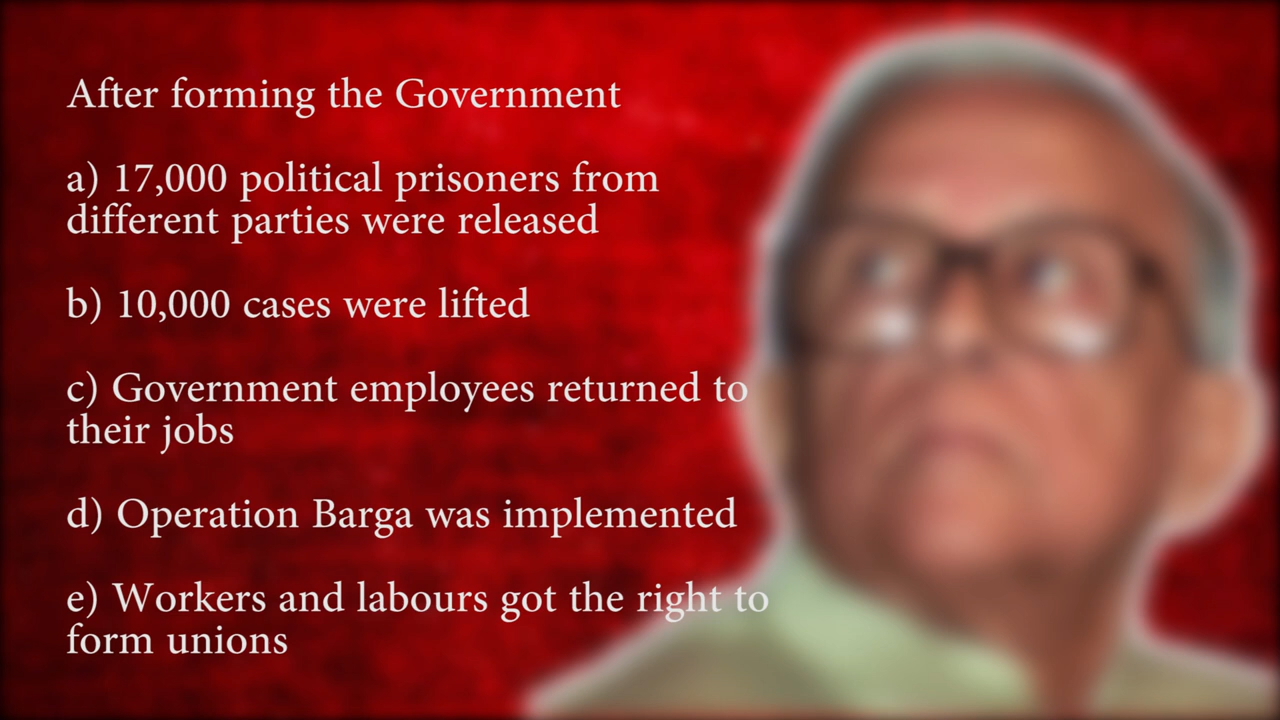 After forming the Government
a) 17,000 political prisoners from
different parties were released
b) 10,000 cases were lifted
c) Government employees returned to
their jobs
d) Operation Barga was implemented
e) Workers and labours got the right to
form unions